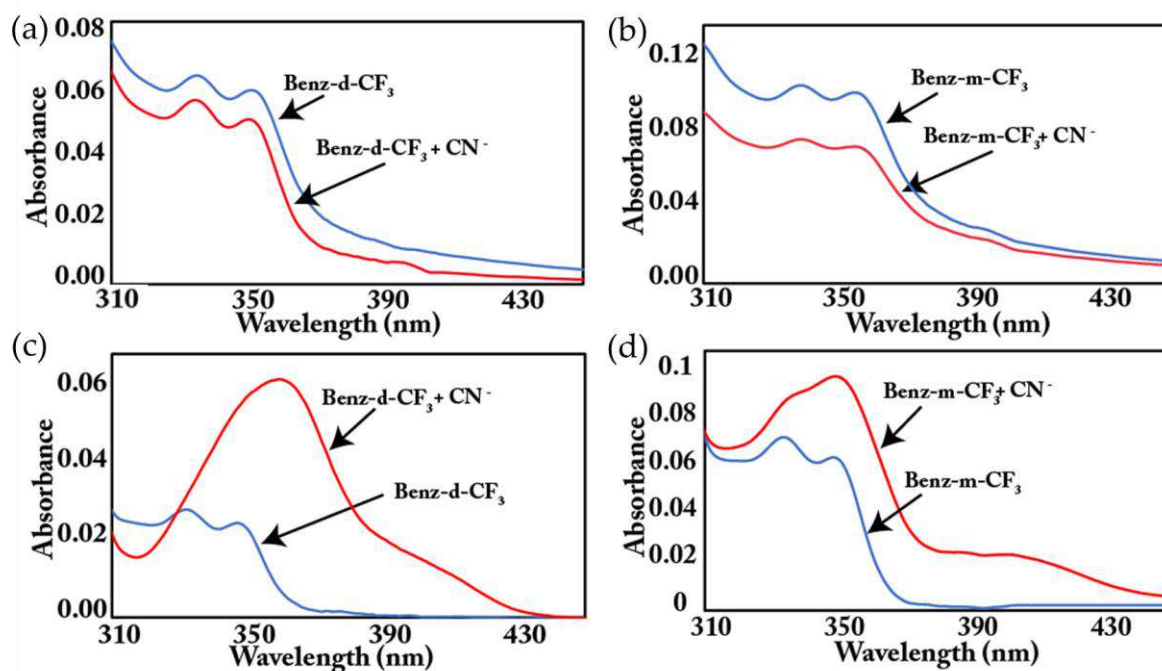 (a)
0.08
0.06
0.04
0.02
0.00
Absorbance
Benz-d-CF₃
Benz-d-CF₃ + CN⁻
310
350
390
430
Wavelength (nm)
(b)
0.12
0.08
0.04
0.00
Absorbance
Benz-m-CF₃
Benz-m-CF₃+ CN⁻
310
350
390
430
Wavelength (nm)
(c)
0.06
0.04
0.02
0.00
Absorbance
Benz-d-CF₃+ CN⁻
Benz-d-CF₃
310
350
390
430
Wavelength (nm)
(d)
0.1
0.08
0.06
0.04
0.02
0
Absorbance
Benz-m-CF₃+ CN⁻
Benz-m-CF₃
310
350
390
430
Wavelength (nm)